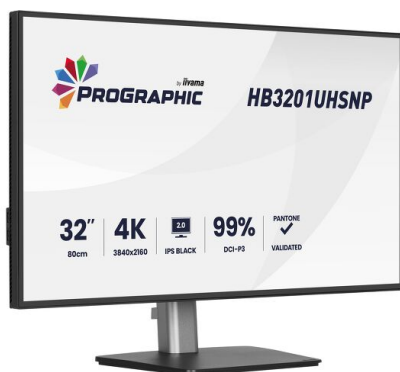 by iiyama
PROGRAPHIC
HB3201UHSNP
32"
80cm
4K
3840x2160
2.0
IPS BLACK
99%
DCI-P3
PANTONE
VALIDATED